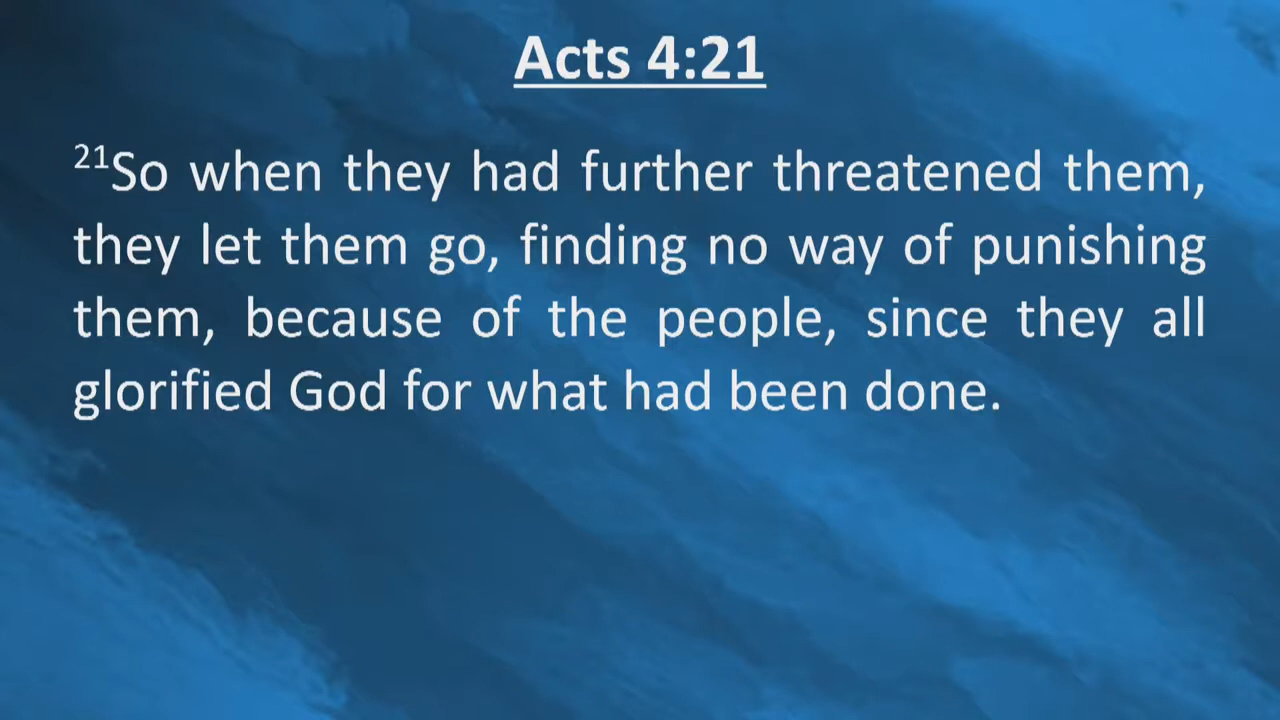 Acts 4:21
21So when they had further threatened them,
they let them go, finding no way of punishing
them, because of the people, since they all
glorified God for what had been done.